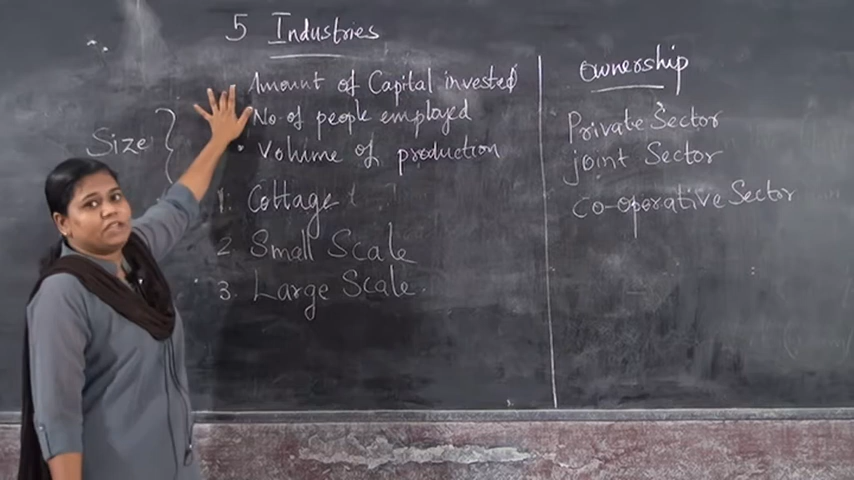 5 Industries
Amount of Capital invested
No. of people employed
Size
• Volume of production
1. Cottage
2 Small Scale
3. Large Scale.
Ownership
Private Sector
joint Sector
co-operative Sector